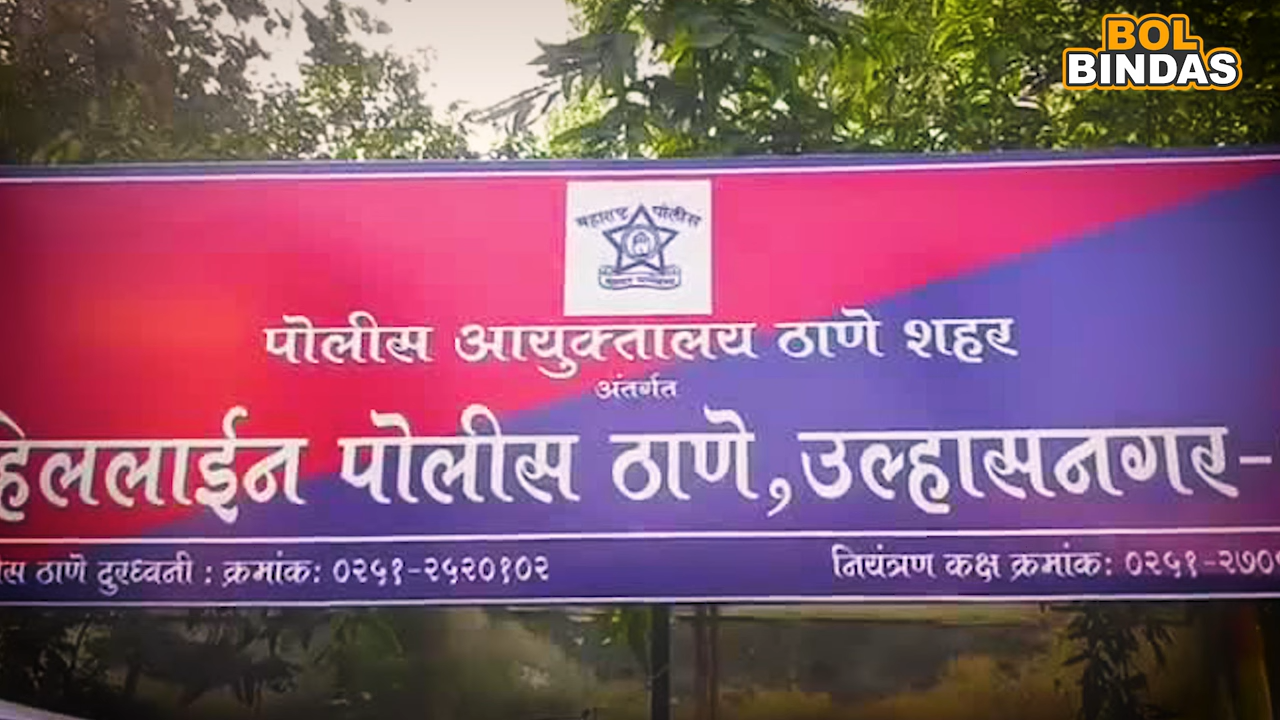 BOL
BINDAS
महाराष्ट्र पोलीस
पोलीस आयुक्तालय ठाणे शहर
अंतर्गत
हिललाईन पोलीस ठाणे, उल्हासनगर-
ीस ठाणे दुरध्वनी : क्रमांक: ०२५१-२५२०१०२
नियंत्रण कक्ष क्रमांक: ०२५१-२७०